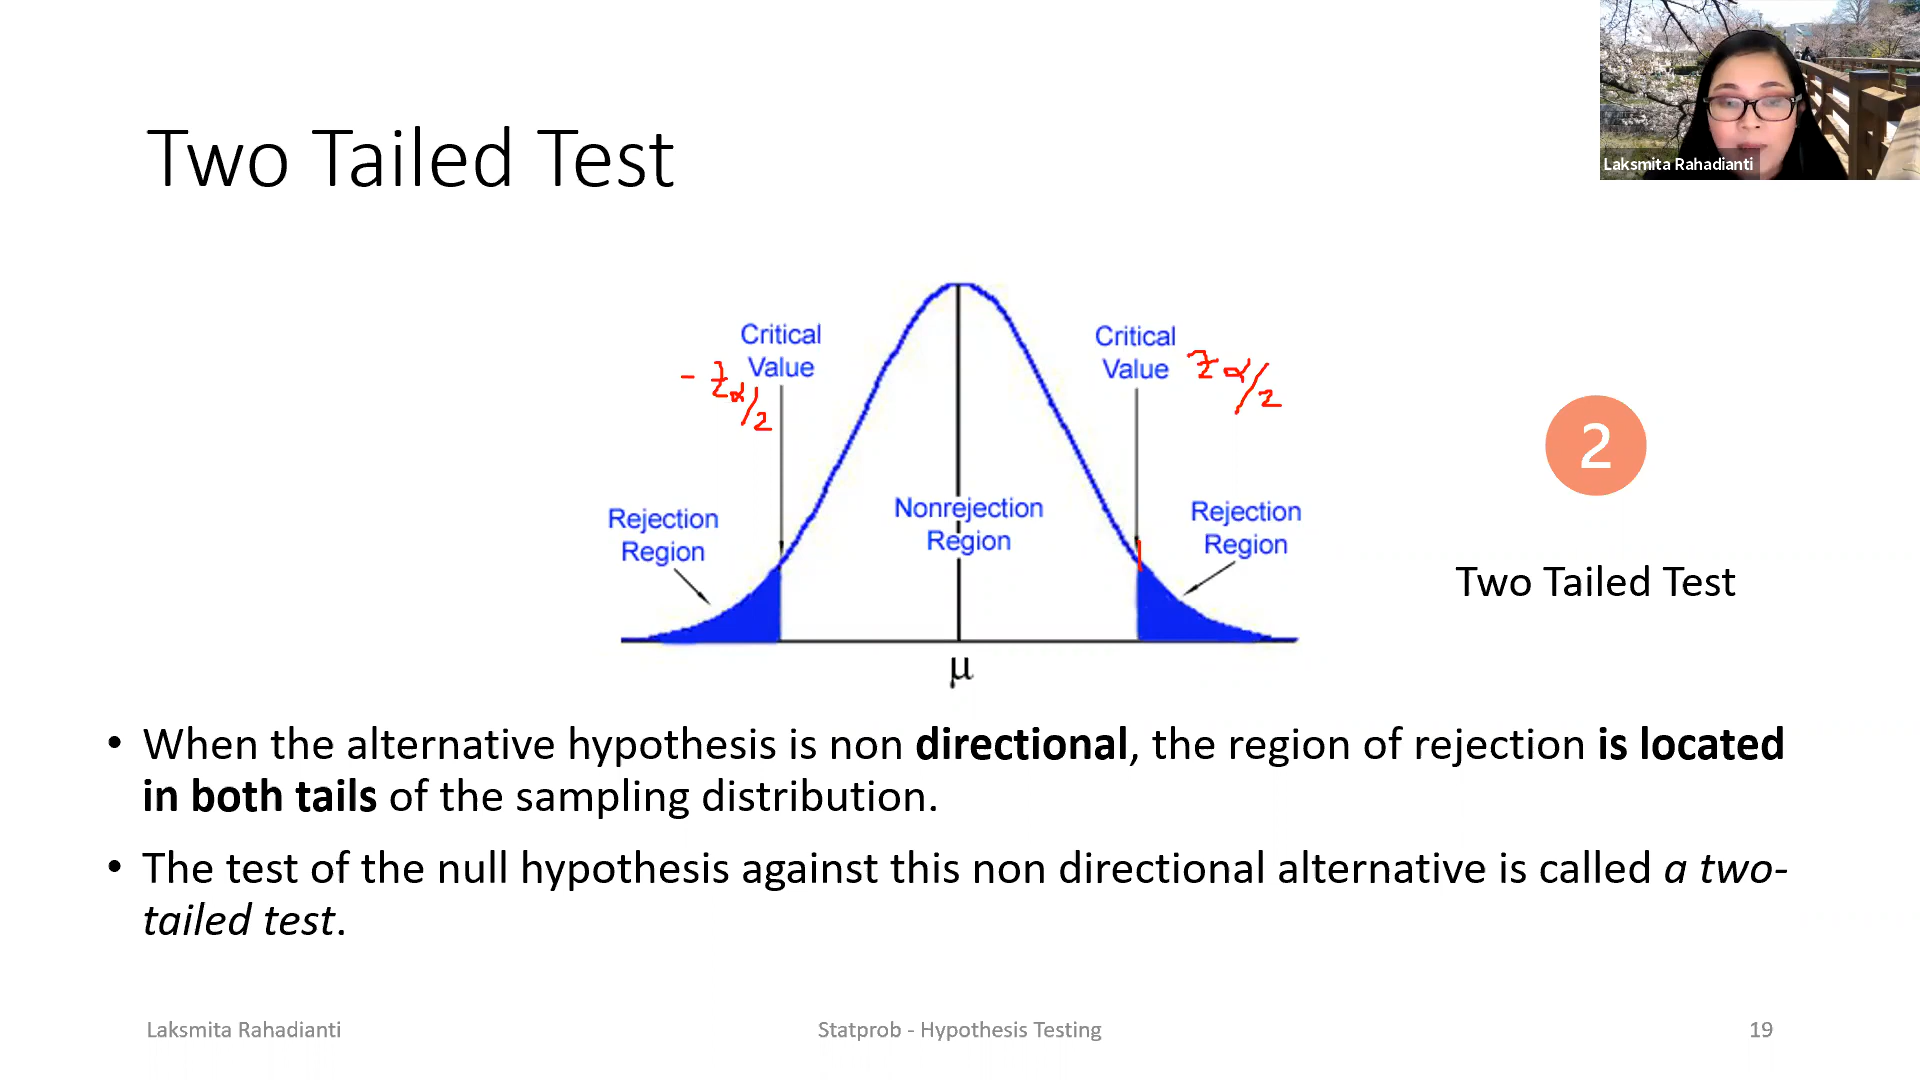 Laksmita Rahadianti
Two Tailed Test
Critical
Value
- Z α/2
Critical
Value
Z α/2
Rejection
Region
Nonrejection
Region
Rejection
Region
μ
2
Two Tailed Test
• When the alternative hypothesis is non directional, the region of rejection is located
in both tails of the sampling distribution.
• The test of the null hypothesis against this non directional alternative is called a two-
tailed test.
Laksmita Rahadianti
Statprob - Hypothesis Testing
19